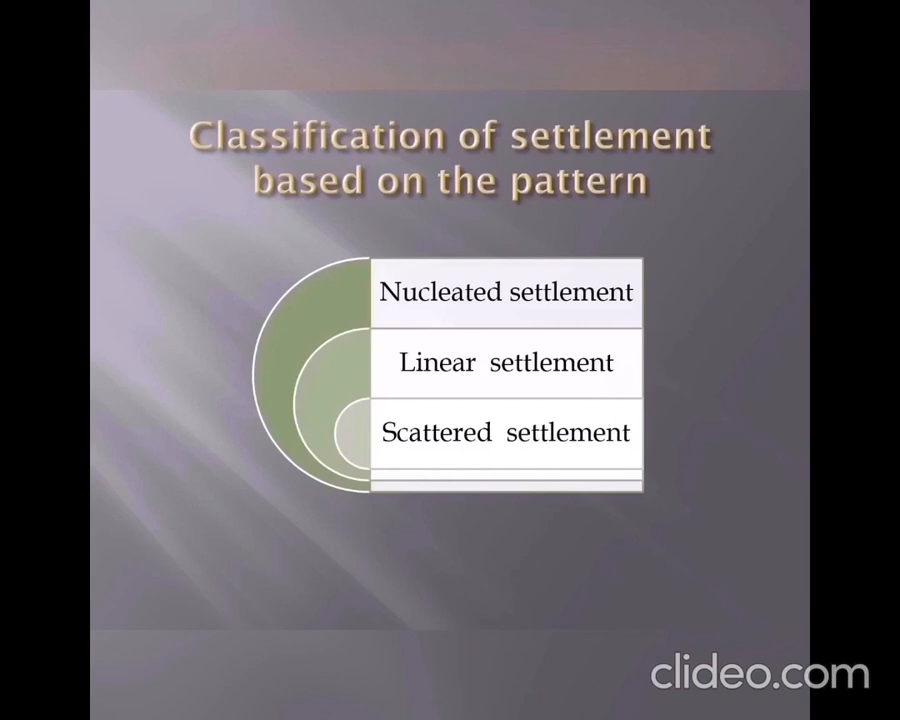 Classification of settlement
based on the pattern
Nucleated settlement
Linear settlement
Scattered settlement
clideo.com